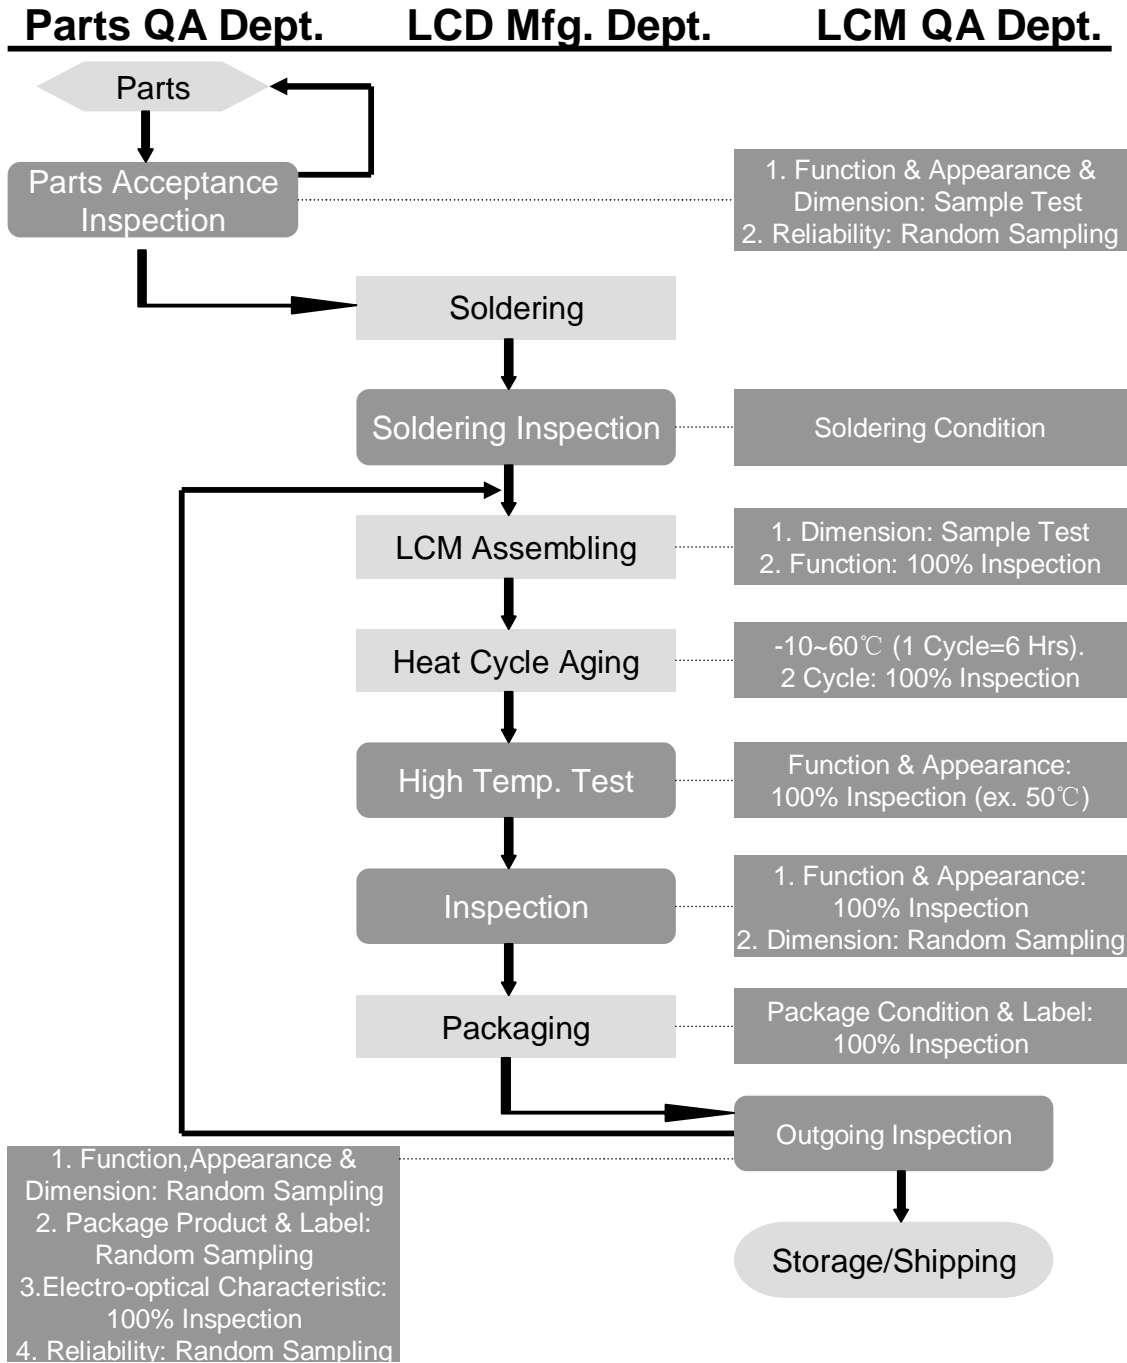 Parts QA Dept. LCD Mfg. Dept. LCM QA Dept.
Parts
Parts Acceptance
Inspection
1. Function & Appearance &
Dimension: Sample Test
2. Reliability: Random Sampling
Soldering
Soldering Inspection
Soldering Condition
LCM Assembling
1. Dimension: Sample Test
2. Function: 100% Inspection
Heat Cycle Aging
-10~60℃ (1 Cycle=6 Hrs).
2 Cycle: 100% Inspection
High Temp. Test
Function & Appearance:
100% Inspection (ex. 50℃)
Inspection
1. Function & Appearance:
100% Inspection
2. Dimension: Random Sampling
Packaging
Package Condition & Label:
100% Inspection
Outgoing Inspection
1. Function,Appearance &
Dimension: Random Sampling
2. Package Product & Label:
Random Sampling
3.Electro-optical Characteristic:
100% Inspection
4. Reliability: Random Sampling
Storage/Shipping